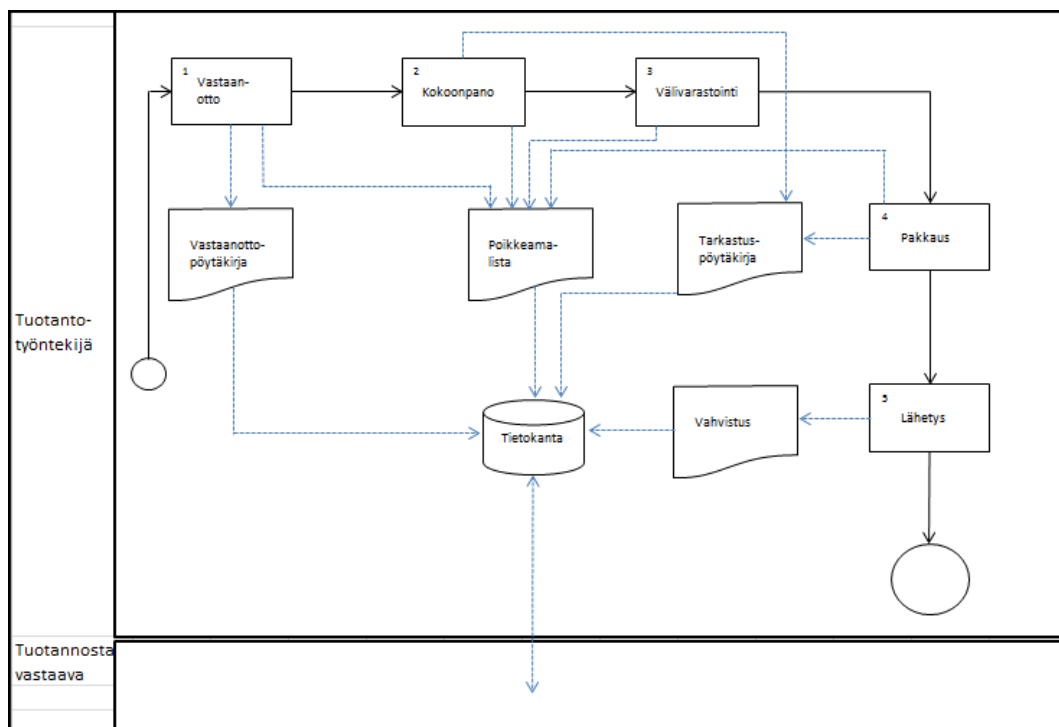 1
Vastaan-
otto
2
Kokoonpano
3
Välivarastointi
Vastaanotto-
pöytäkirja
Poikkeama-
lista
Tarkastus-
pöytäkirja
4
Pakkaus
Tuotanto-
työntekijä
Tietokanta
Vahvistus
5
Lähetys
Tuotannosta
vastaava